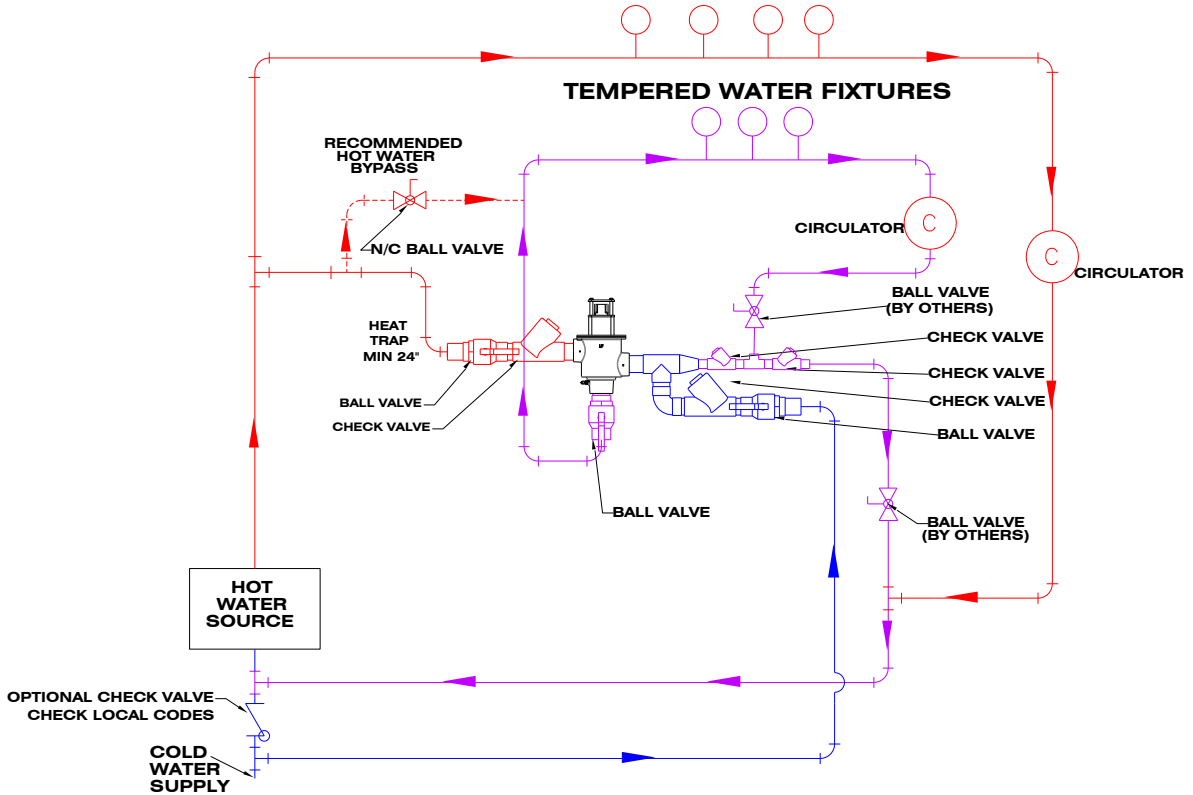 TEMPERED WATER FIXTURES
RECOMMENDED
HOT WATER
BYPASS
N/C BALL VALVE
CIRCULATOR
C
C
CIRCULATOR
BALL VALVE
(BY OTHERS)
HEAT
TRAP
MIN 24"
CHECK VALVE
CHECK VALVE
CHECK VALVE
BALL VALVE
BALL VALVE
CHECK VALVE
BALL VALVE
BALL VALVE
(BY OTHERS)
HOT
WATER
SOURCE
OPTIONAL CHECK VALVE
CHECK LOCAL CODES
COLD
WATER
SUPPLY